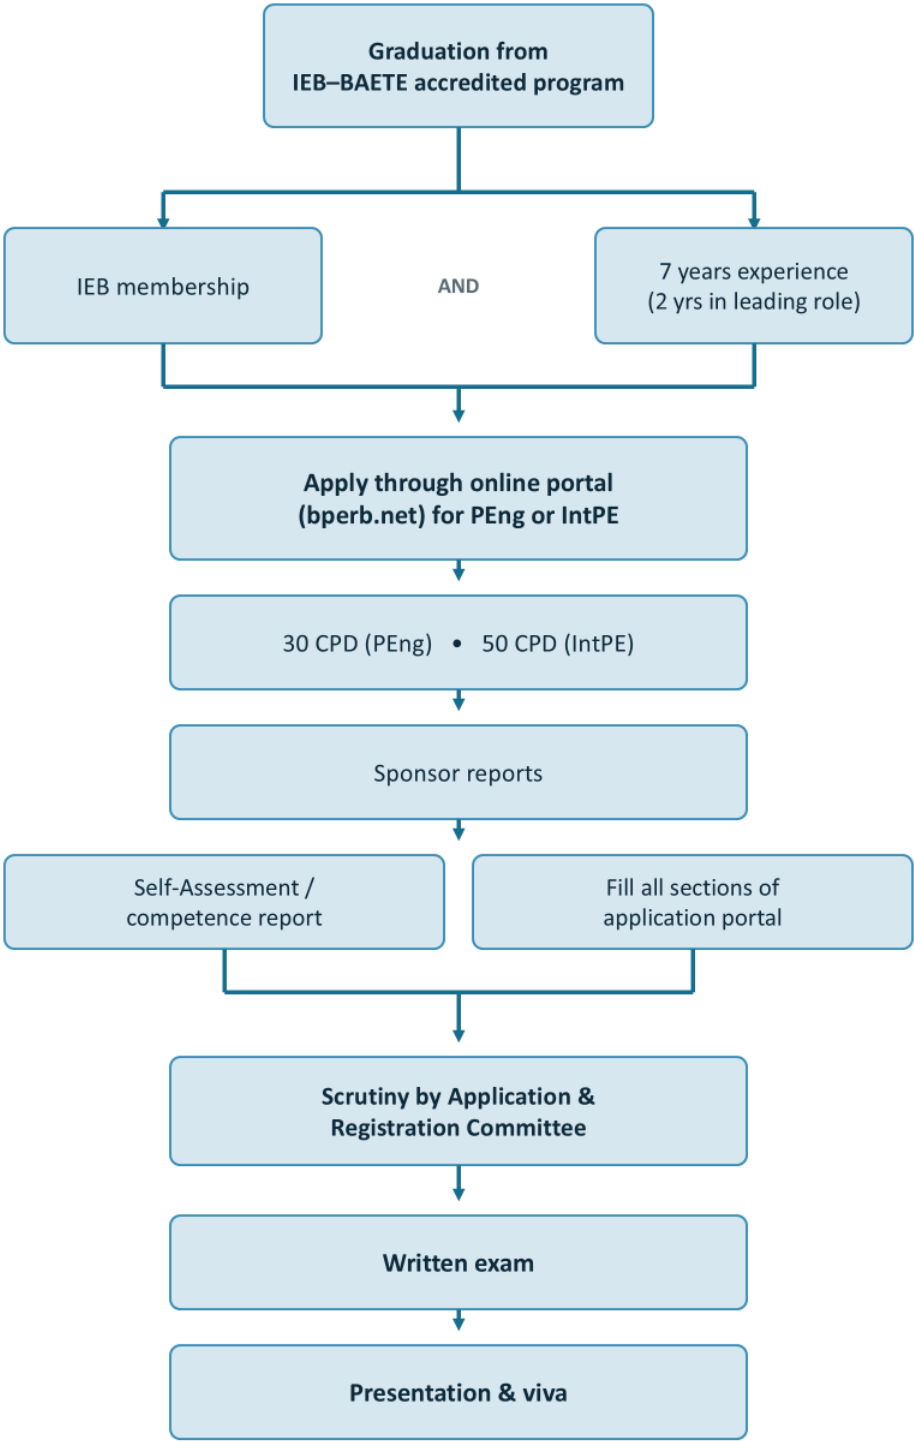 Graduation from
IEB–BAETE accredited program
IEB membership
AND
7 years experience
(2 yrs in leading role)
Apply through online portal
(bperb.net) for PEng or IntPE
30 CPD (PEng) • 50 CPD (IntPE)
Sponsor reports
Self-Assessment /
competence report
Fill all sections of
application portal
Scrutiny by Application &
Registration Committee
Written exam
Presentation & viva